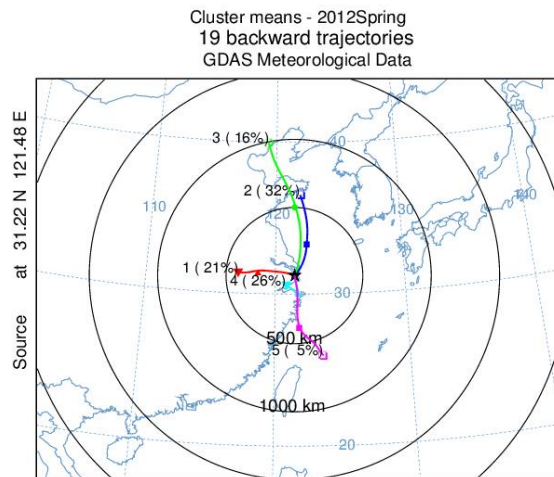 Cluster means - 2012Spring
19 backward trajectories
GDAS Meteorological Data
Source at 31.22 N 121.48 E
3 ( 16%)
40
2 ( 32%)
110
120
130
140
1 ( 21%)
4 ( 26%)
30
500 km
5 ( 5%)
1000 km
20